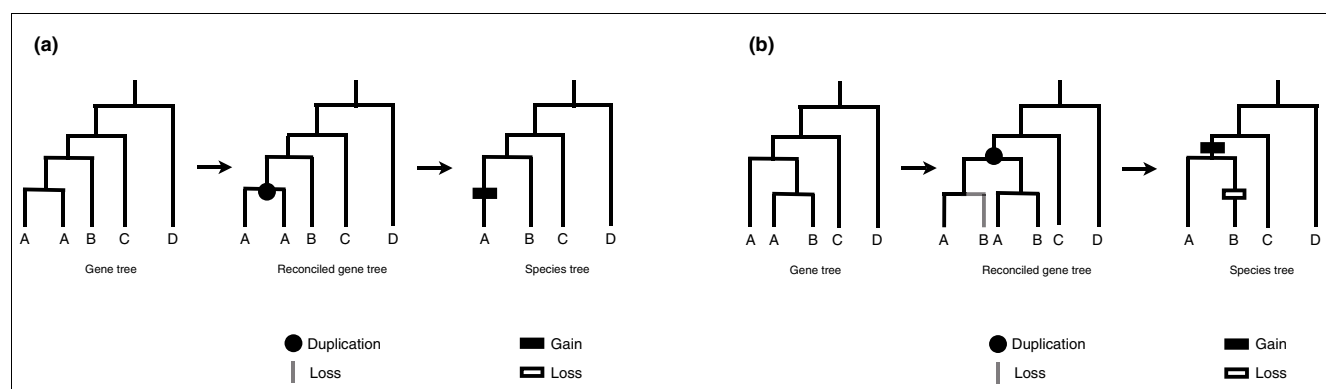 (a)
A A B C D
Gene tree
A A B C D
Reconciled gene tree
A B C D
Species tree
Duplication
Loss
Gain
Loss
(b)
A A B C D
Gene tree
A B A B C D
Reconciled gene tree
A B C D
Species tree
Duplication
Loss
Gain
Loss